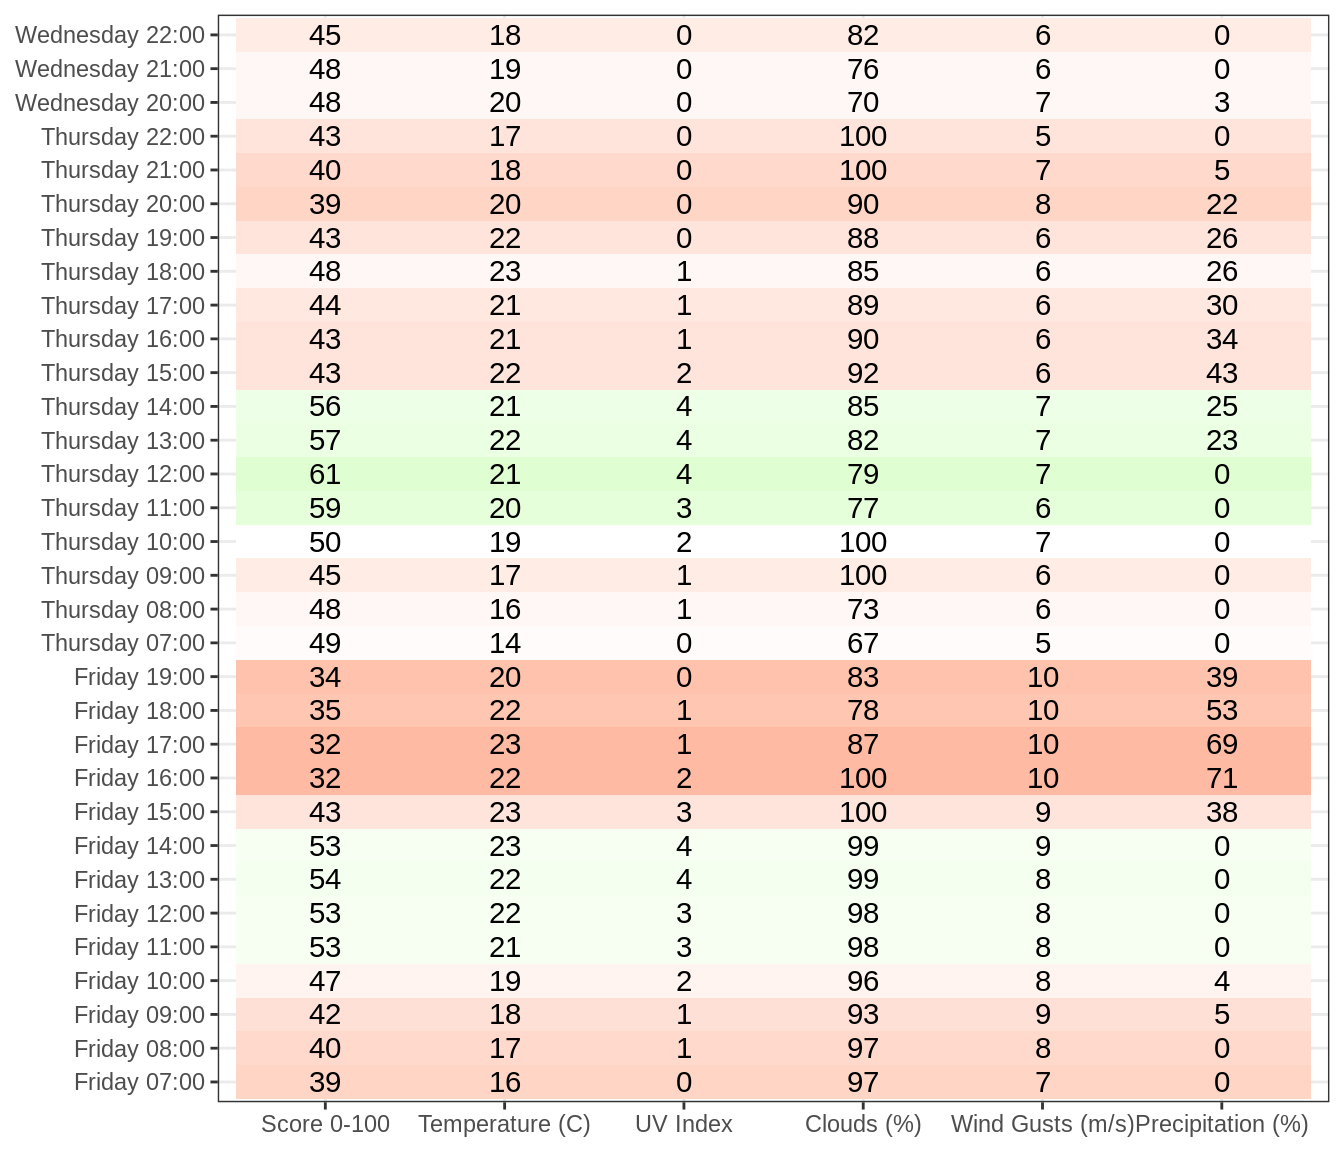 Wednesday 22:00 45 18 0 82 6 0
Wednesday 21:00 48 19 0 76 6 0
Wednesday 20:00 48 20 0 70 7 3
Thursday 22:00 43 17 0 100 5 0
Thursday 21:00 40 18 0 100 7 5
Thursday 20:00 39 20 0 90 8 22
Thursday 19:00 43 22 0 88 6 26
Thursday 18:00 48 23 1 85 6 26
Thursday 17:00 44 21 1 89 6 30
Thursday 16:00 43 21 1 90 6 34
Thursday 15:00 43 22 2 92 6 43
Thursday 14:00 56 21 4 85 7 25
Thursday 13:00 57 22 4 82 7 23
Thursday 12:00 61 21 4 79 7 0
Thursday 11:00 59 20 3 77 6 0
Thursday 10:00 50 19 2 100 7 0
Thursday 09:00 45 17 1 100 6 0
Thursday 08:00 48 16 1 73 6 0
Thursday 07:00 49 14 0 67 5 0
Friday 19:00 34 20 0 83 10 39
Friday 18:00 35 22 1 78 10 53
Friday 17:00 32 23 1 87 10 69
Friday 16:00 32 22 2 100 10 71
Friday 15:00 43 23 3 100 9 38
Friday 14:00 53 23 4 99 9 0
Friday 13:00 54 22 4 99 8 0
Friday 12:00 53 22 3 98 8 0
Friday 11:00 53 21 3 98 8 0
Friday 10:00 47 19 2 96 8 4
Friday 09:00 42 18 1 93 9 5
Friday 08:00 40 17 1 97 8 0
Friday 07:00 39 16 0 97 7 0
Score 0-100 Temperature (C) UV Index Clouds (%) Wind Gusts (m/s) Precipitation (%)